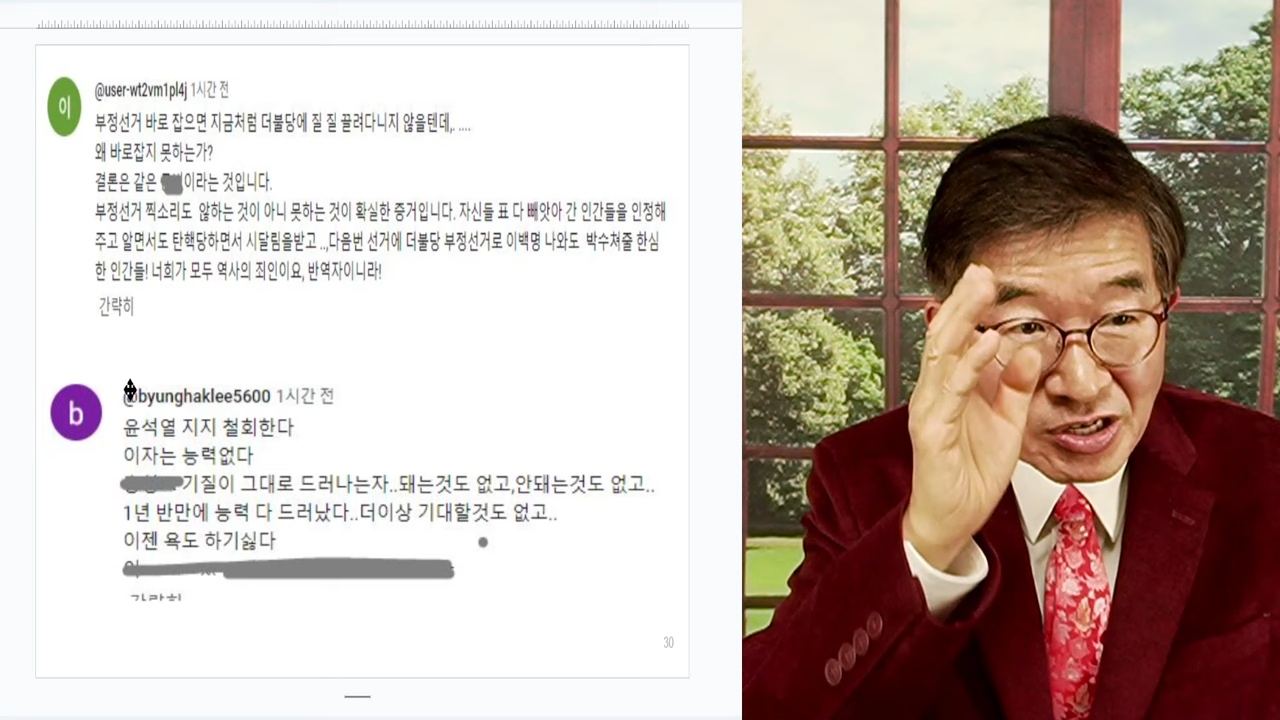 이
@user-wt2vm1pl4j 1시간 전
부정선거 바로 잡으면 지금처럼 더불당에 질 질 끌려다니지 않을텐데,. ....
왜 바로잡지 못하는가?
결론은 같은 이라는 것입니다.
부정선거 찍소리도 않하는 것이 아니 못하는 것이 확실한 증거입니다. 자신들 표 다 빼앗아 간 인간들을 인정해
주고 알면서도 탄핵당하면서 시달림을받고 ..,다음번 선거에 더불당 부정선거로 이백명 나와도 박수쳐줄 한심
한 인간들! 너희가 모두 역사의 죄인이요, 반역자이니라!
간략히
b
@byunghaklee5600 1시간 전
윤석열 지지 철회한다
이자는 능력없다
기질이 그대로 드러나는자..돼는것도 없고,안돼는것도 없고..
1년 반만에 능력 다 드러났다..더이상 기대할것도 없고..
이젠 욕도 하기싫다
간략히
30